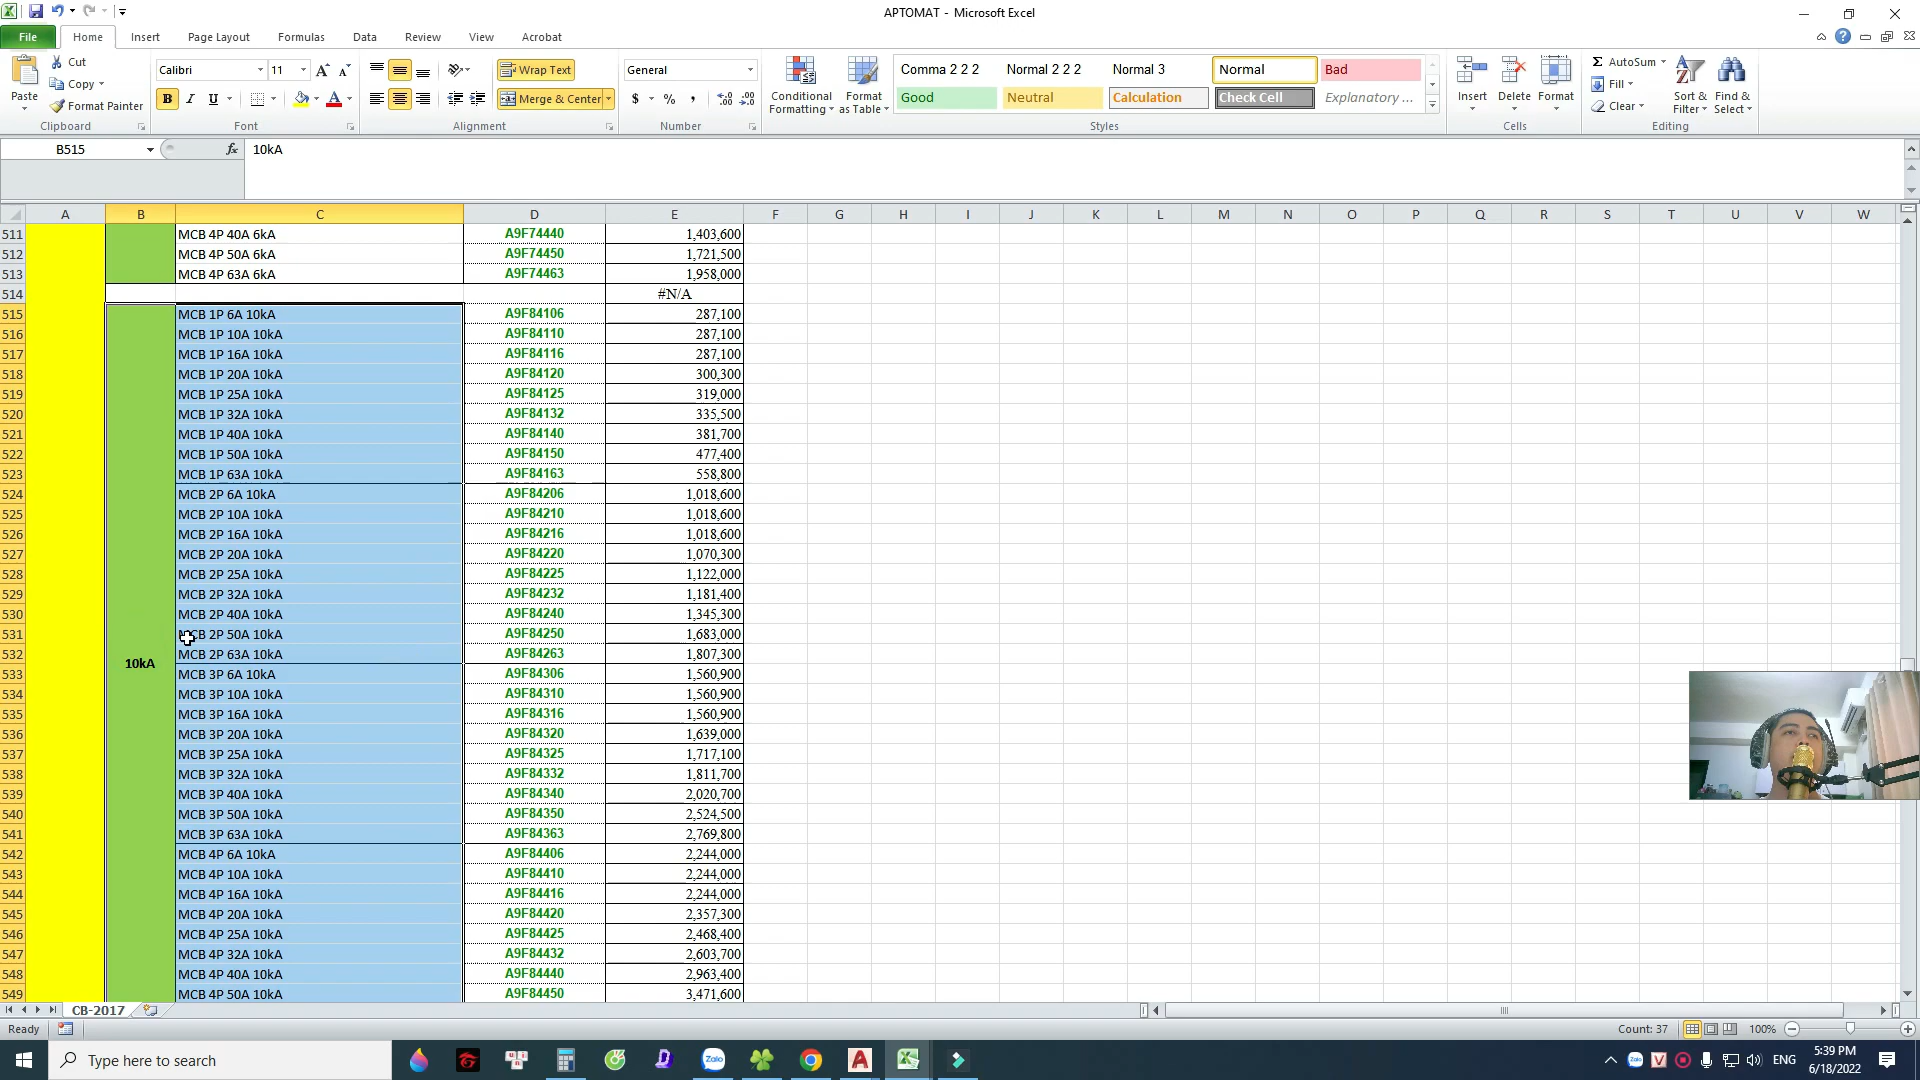 APTOMAT - Microsoft Excel
File Home Insert Page Layout Formulas Data Review View Acrobat
Paste
Cut
Copy
Format Painter
Clipboard
Calibri 11
B I U
Font
Wrap Text
Merge & Center
Alignment
General
$ % ,
Number
Conditional Formatting
Format as Table
Comma 2 2 2 Normal 2 2 2 Normal 3 Normal Bad
Good Neutral Calculation Check Cell Explanatory ...
Styles
Insert Delete Format
Cells
AutoSum
Fill
Clear
Sort & Filter
Find & Select
Editing
B515 fx 10kA
A B C D E F G H I J K L M N O P Q R S T U V W
511 MCB 4P 40A 6kA A9F74440 1,403,600
512 MCB 4P 50A 6kA A9F74450 1,721,500
513 MCB 4P 63A 6kA A9F74463 1,958,000
514 #N/A
515 MCB 1P 6A 10kA A9F84106 287,100
516 MCB 1P 10A 10kA A9F84110 287,100
517 MCB 1P 16A 10kA A9F84116 287,100
518 MCB 1P 20A 10kA A9F84120 300,300
519 MCB 1P 25A 10kA A9F84125 319,000
520 MCB 1P 32A 10kA A9F84132 335,500
521 MCB 1P 40A 10kA A9F84140 381,700
522 MCB 1P 50A 10kA A9F84150 477,400
523 MCB 1P 63A 10kA A9F84163 558,800
524 MCB 2P 6A 10kA A9F84206 1,018,600
525 MCB 2P 10A 10kA A9F84210 1,018,600
526 MCB 2P 16A 10kA A9F84216 1,018,600
527 MCB 2P 20A 10kA A9F84220 1,070,300
528 MCB 2P 25A 10kA A9F84225 1,122,000
529 MCB 2P 32A 10kA A9F84232 1,181,400
530 MCB 2P 40A 10kA A9F84240 1,345,300
531 MCB 2P 50A 10kA A9F84250 1,683,000
532 MCB 2P 63A 10kA A9F84263 1,807,300
10kA
533 MCB 3P 6A 10kA A9F84306 1,560,900
534 MCB 3P 10A 10kA A9F84310 1,560,900
535 MCB 3P 16A 10kA A9F84316 1,560,900
536 MCB 3P 20A 10kA A9F84320 1,639,000
537 MCB 3P 25A 10kA A9F84325 1,717,100
538 MCB 3P 32A 10kA A9F84332 1,811,700
539 MCB 3P 40A 10kA A9F84340 2,020,700
540 MCB 3P 50A 10kA A9F84350 2,524,500
541 MCB 3P 63A 10kA A9F84363 2,769,800
542 MCB 4P 6A 10kA A9F84406 2,244,000
543 MCB 4P 10A 10kA A9F84410 2,244,000
544 MCB 4P 16A 10kA A9F84416 2,244,000
545 MCB 4P 20A 10kA A9F84420 2,357,300
546 MCB 4P 25A 10kA A9F84425 2,468,400
547 MCB 4P 32A 10kA A9F84432 2,603,700
548 MCB 4P 40A 10kA A9F84440 2,963,400
549 MCB 4P 50A 10kA A9F84450 3,471,600
CB-2017
Ready Count: 37 100%
Type here to search
Zalo
ENG
5:39 PM
6/18/2022